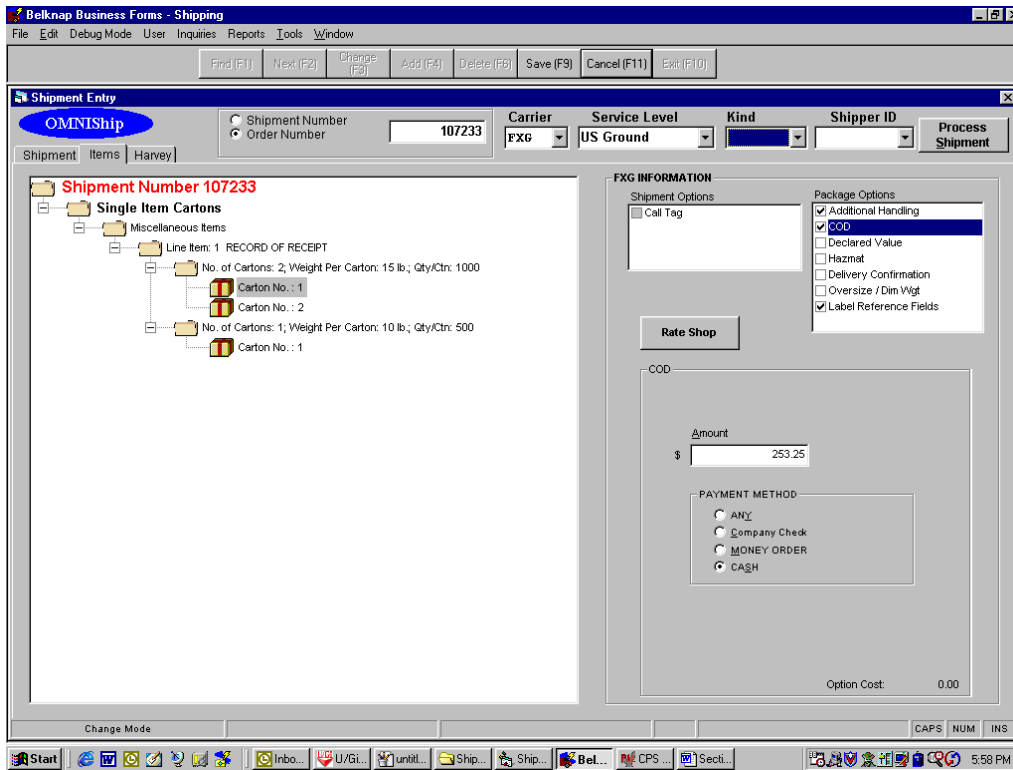 Belknap Business Forms - Shipping
File Edit Debug Mode User Inquiries Reports Tools Window
Find (F1) Next (F2) Change (F3) Add (F4) Delete (F6) Save (F9) Cancel (F11) Exit (F10)
Shipment Entry
OMNIShip
Shipment Number
Order Number
107233
Carrier Service Level Kind Shipper ID
FXG US Ground
Process Shipment
Shipment Items Harvey
Shipment Number 107233
Single Item Cartons
Miscellaneous Items
Line Item: 1 RECORD OF RECEIPT
No. of Cartons: 2; Weight Per Carton: 15 lb.; Qty/Ctn: 1000
Carton No. : 1
Carton No. : 2
No. of Cartons: 1; Weight Per Carton: 10 lb.; Qty/Ctn: 500
Carton No. : 1
FXG INFORMATION
Shipment Options
Call Tag
Package Options
Additional Handling
COD
Declared Value
Hazmat
Delivery Confirmation
Oversize / Dim Wgt
Label Reference Fields
Rate Shop
COD
Amount
$ 253.25
PAYMENT METHOD
ANY
Company Check
MONEY ORDER
CASH
Option Cost: 0.00
Change Mode CAPS NUM INS
Start Inbo... U/Gi... untitl... Ship... Ship... Bel... CPS ... Secti... 5:58 PM